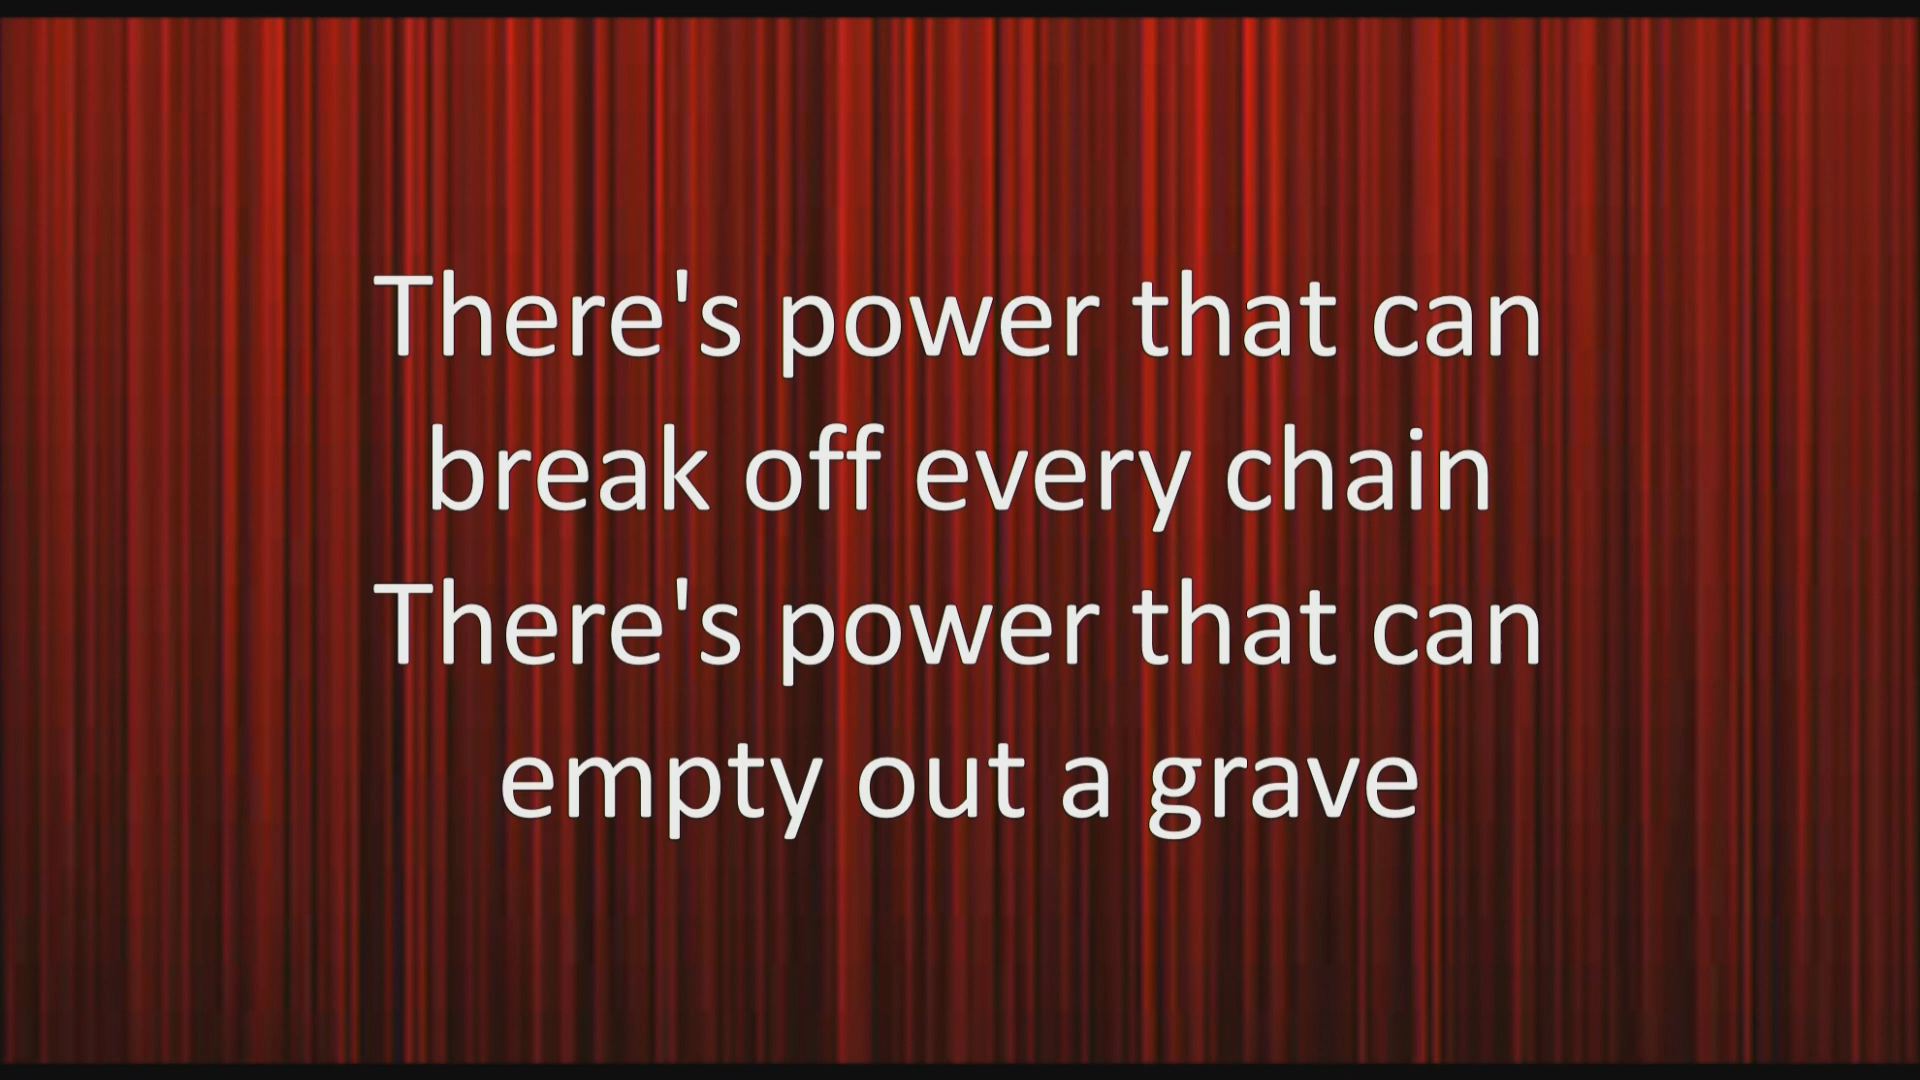 There's power that can
break off every chain
There's power that can
empty out a grave